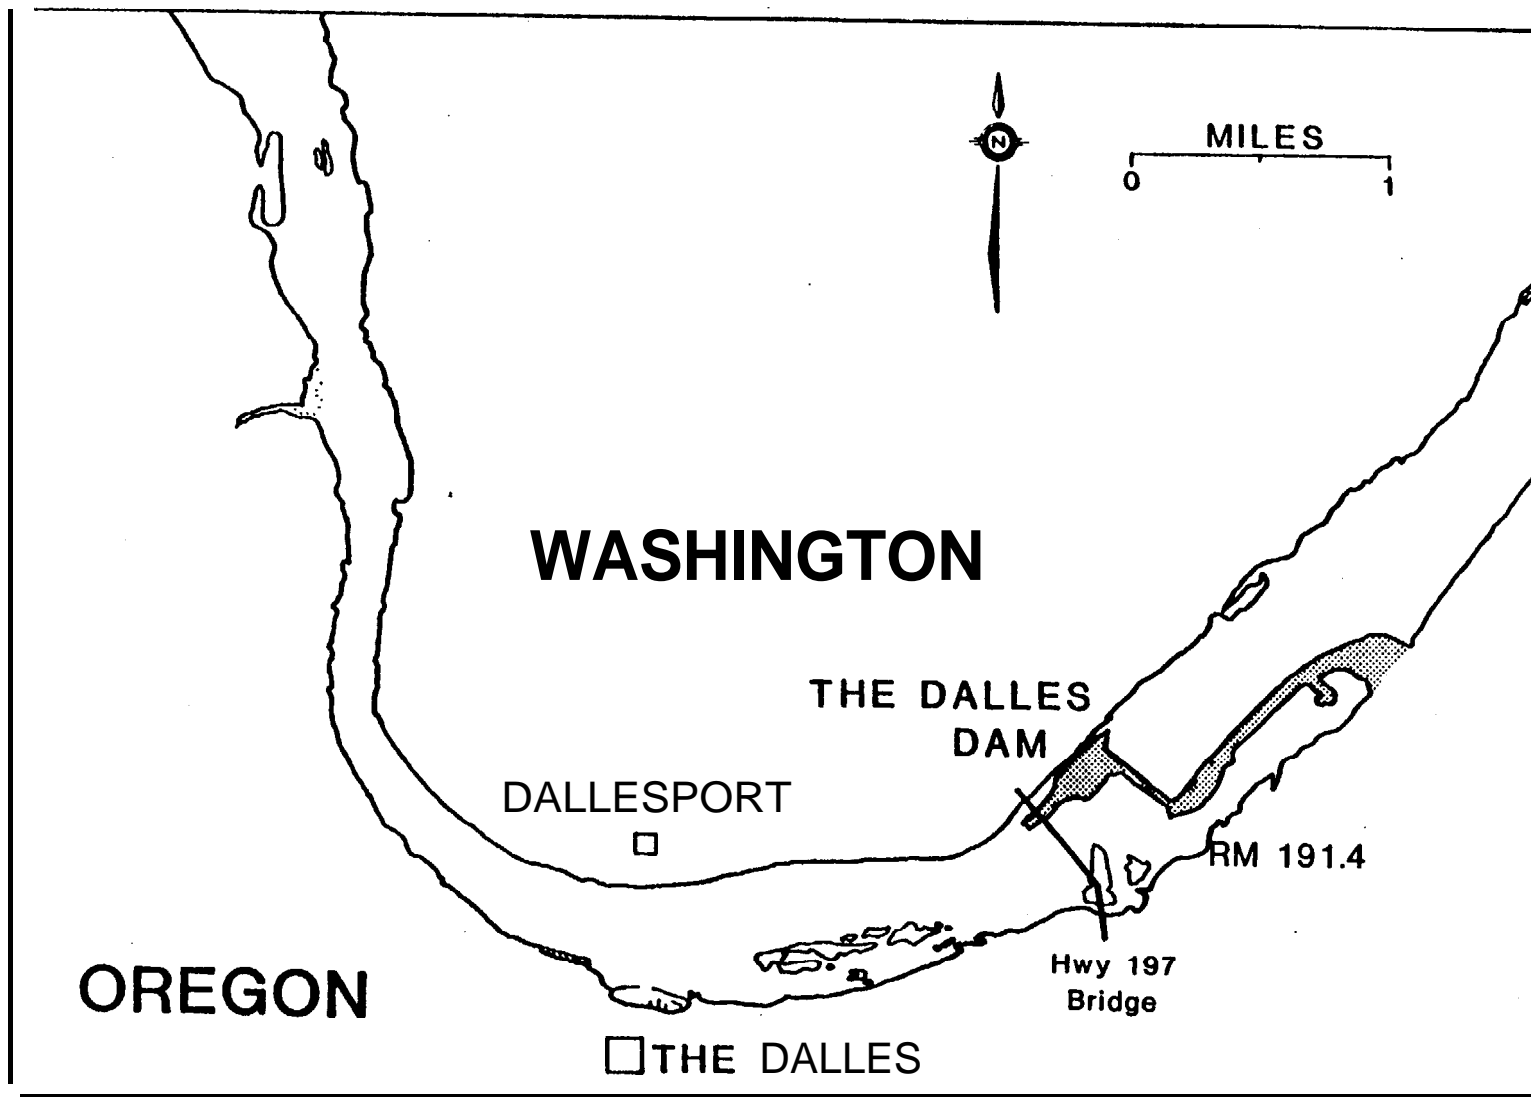 MILES
N
0 1
WASHINGTON
THE DALLES
DAM
DALLESPORT
RM 191.4
Hwy 197
Bridge
OREGON
THE DALLES